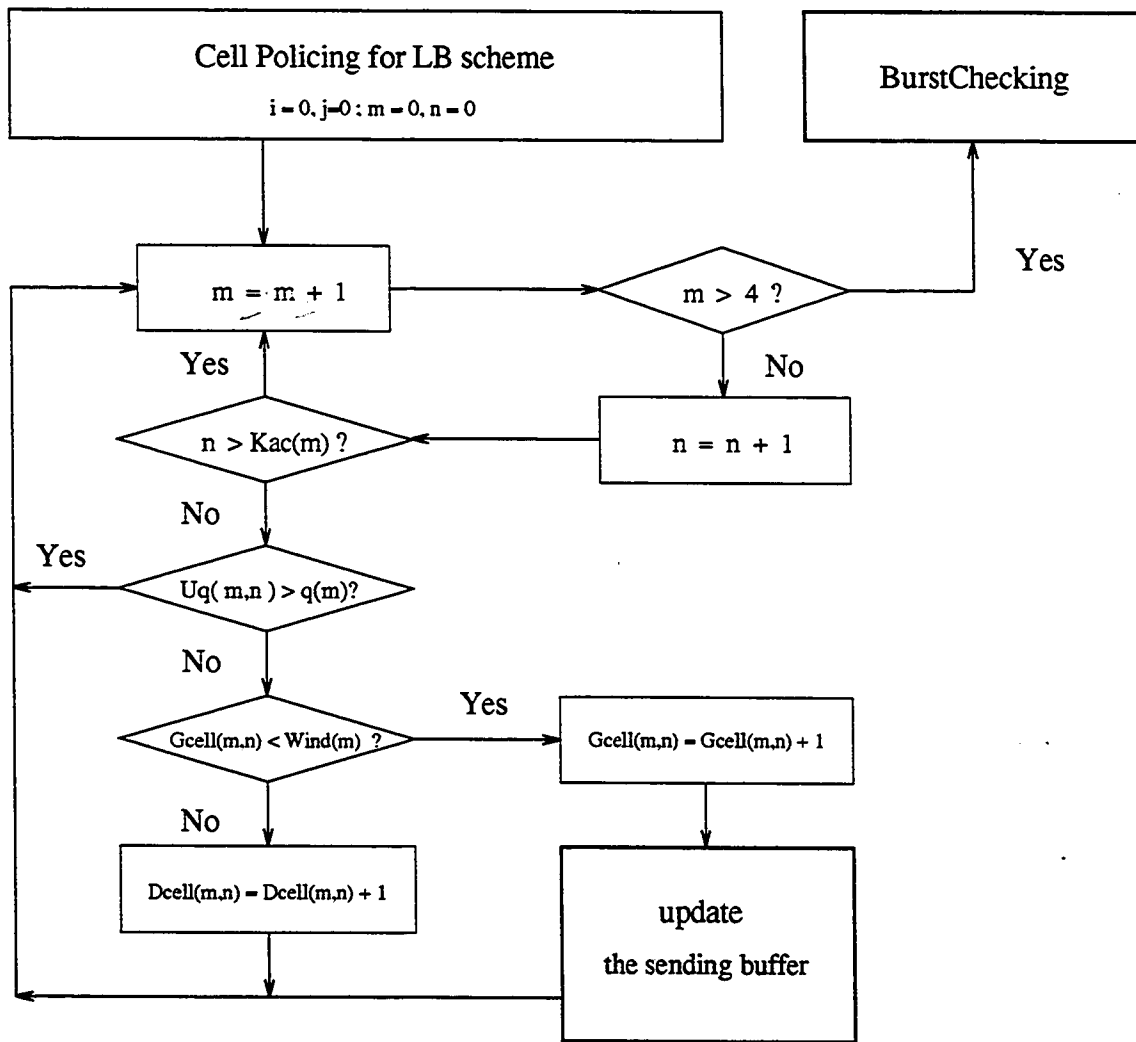 Cell Policing for LB scheme
i = 0, j=0 ; m = 0, n = 0
BurstChecking
m = m + 1
m > 4 ?
Yes
Yes
No
n > Kac(m) ?
n = n + 1
No
Yes
Uq( m,n ) > q(m)?
No
Yes
Gcell(m,n) < Wind(m) ?
Gcell(m,n) = Gcell(m,n) + 1
No
Dcell(m,n) = Dcell(m,n) + 1
update
the sending buffer